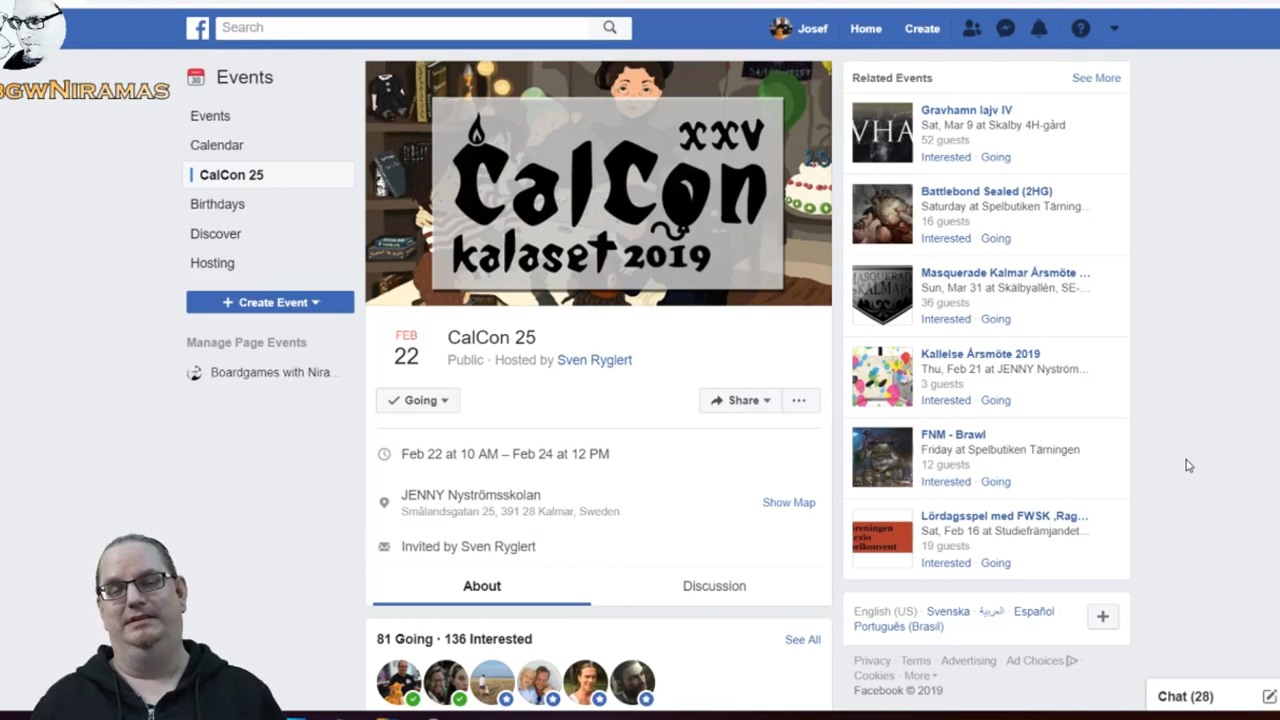 BGWNIRAMAS
Search
Josef
Home
Create
Events
Events
Calendar
CalCon 25
Birthdays
Discover
Hosting
+ Create Event
Manage Page Events
Boardgames with Nira...
XXV
CalCon
kalaset 2019
25
FEB
22
CalCon 25
Public · Hosted by Sven Ryglert
Going
Share
Feb 22 at 10 AM – Feb 24 at 12 PM
JENNY Nyströmsskolan
Smålandsgatan 25, 391 28 Kalmar, Sweden
Show Map
Invited by Sven Ryglert
About
Discussion
81 Going · 136 Interested
See All
Related Events
See More
VHA
Gravhamn lajv IV
Sat, Mar 9 at Skalby 4H-gård
52 guests
Interested · Going
Battlebond Sealed (2HG)
Saturday at Spelbutiken Tärning...
16 guests
Interested · Going
MASQUERADE
KALMAR
Masquerade Kalmar Årsmöte ...
Sun, Mar 31 at Skälbyallén, SE-...
36 guests
Interested · Going
Kallelse Årsmöte 2019
Thu, Feb 21 at JENNY Nyström...
3 guests
Interested · Going
FNM - Brawl
Friday at Spelbutiken Tärningen
12 guests
Interested · Going
öreningen
exio
pelkonvent
Lördagsspel med FWSK ,Rag...
Sat, Feb 16 at Studiefrämjandet...
19 guests
Interested · Going
English (US) · Svenska · العربية · Español ·
Português (Brasil)
Privacy · Terms · Advertising · Ad Choices ·
Cookies · More
Facebook © 2019
Chat (28)